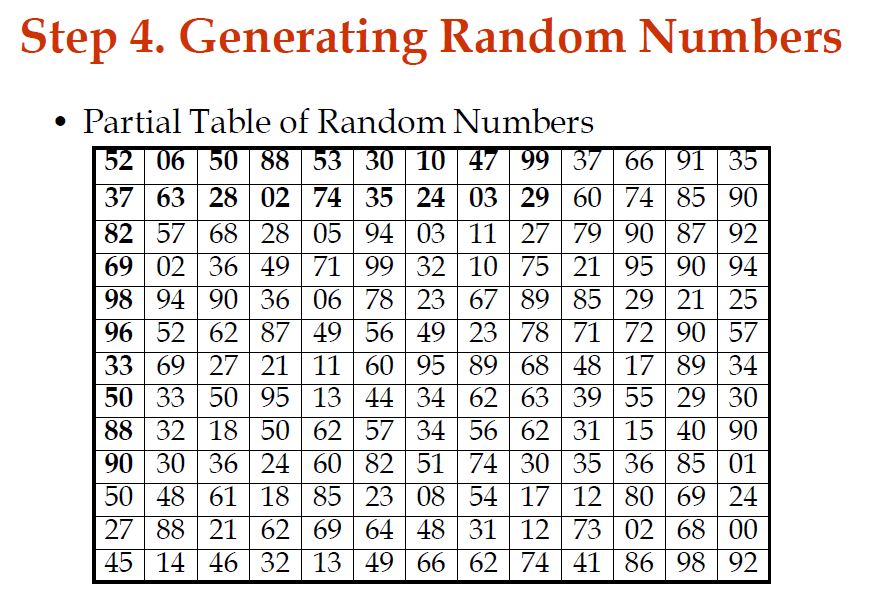 Step 4. Generating Random Numbers
• Partial Table of Random Numbers
52 06 50 88 53 30 10 47 99 37 66 91 35
37 63 28 02 74 35 24 03 29 60 74 85 90
82 57 68 28 05 94 03 11 27 79 90 87 92
69 02 36 49 71 99 32 10 75 21 95 90 94
98 94 90 36 06 78 23 67 89 85 29 21 25
96 52 62 87 49 56 49 23 78 71 72 90 57
33 69 27 21 11 60 95 89 68 48 17 89 34
50 33 50 95 13 44 34 62 63 39 55 29 30
88 32 18 50 62 57 34 56 62 31 15 40 90
90 30 36 24 60 82 51 74 30 35 36 85 01
50 48 61 18 85 23 08 54 17 12 80 69 24
27 88 21 62 69 64 48 31 12 73 02 68 00
45 14 46 32 13 49 66 62 74 41 86 98 92